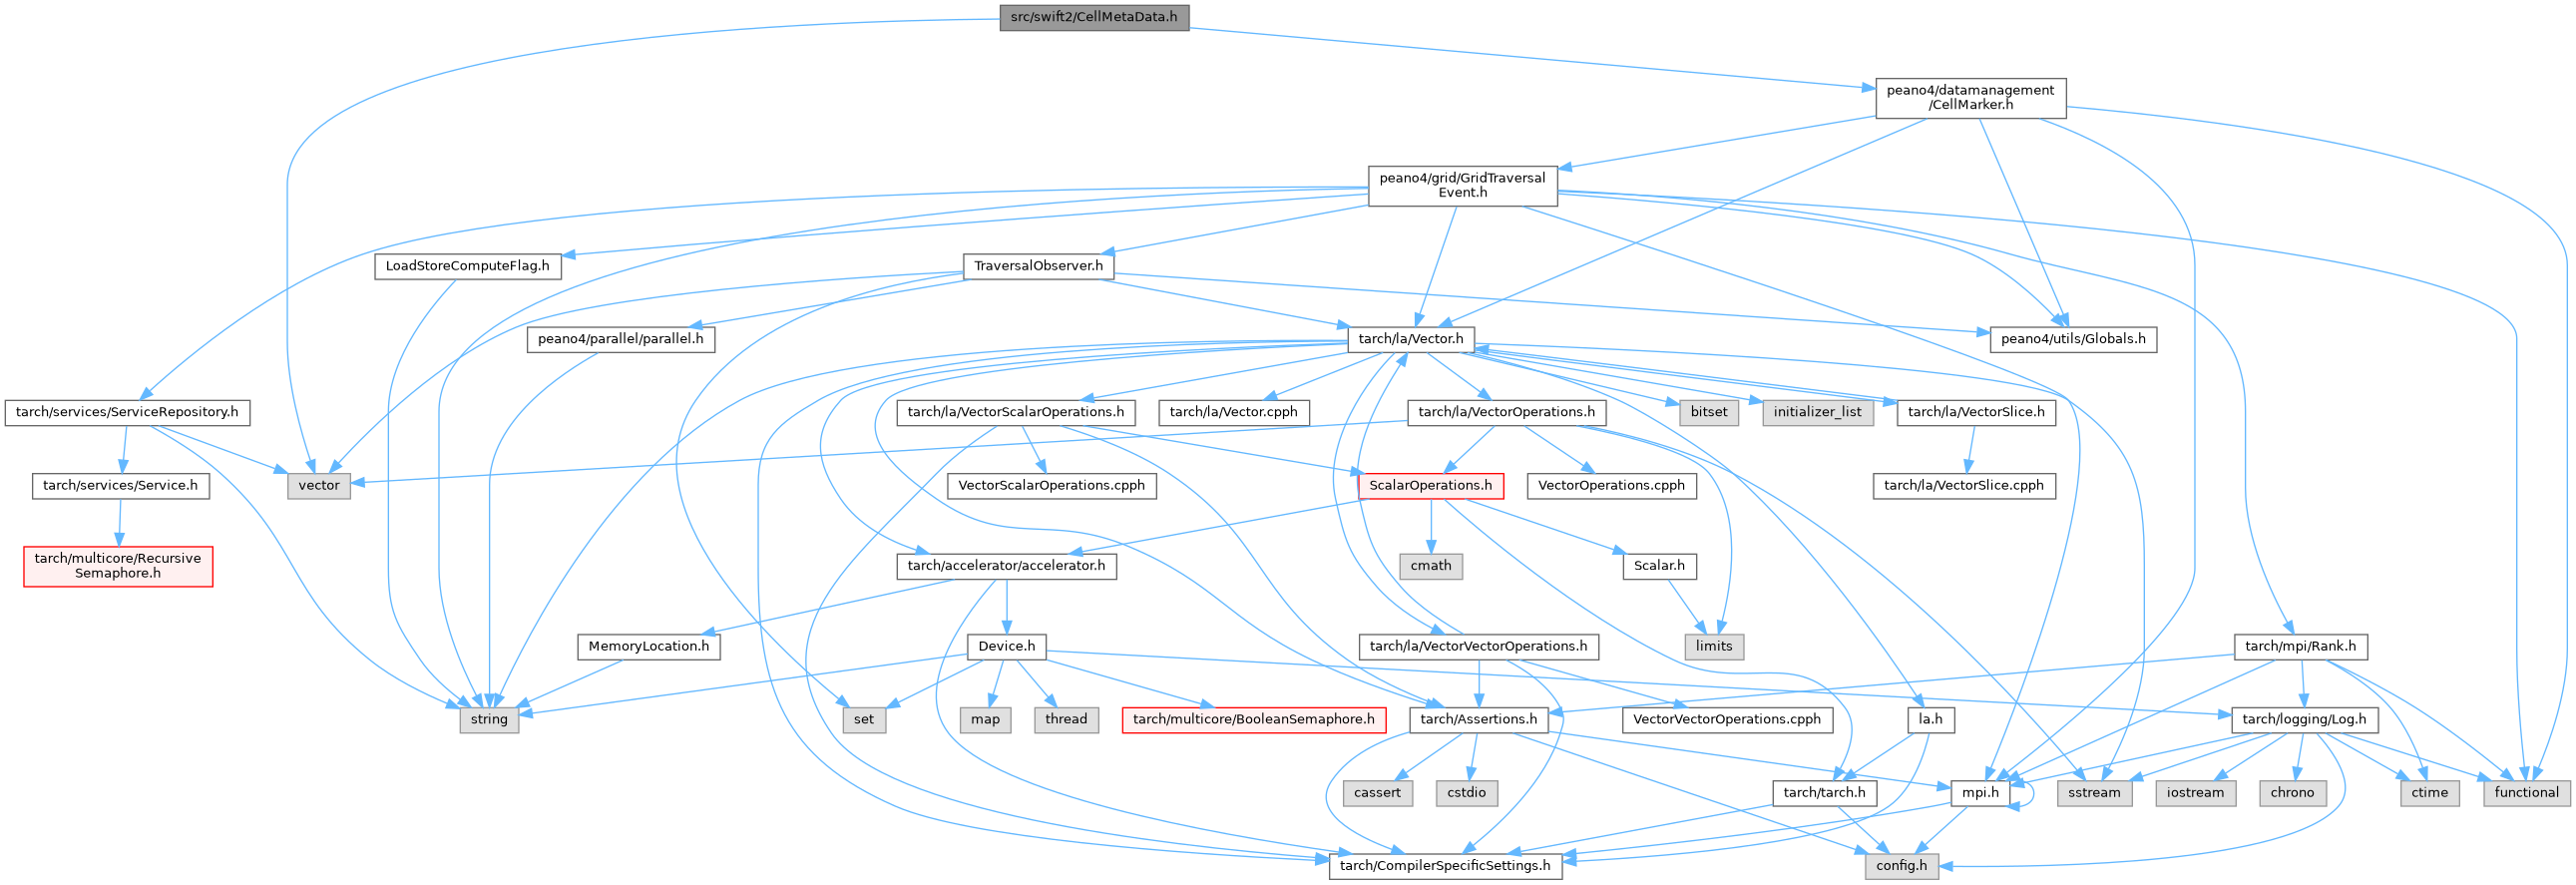 src/swift2/CellMetaData.h
peano4/datamanagement
/CellMarker.h
peano4/grid/GridTraversal
Event.h
LoadStoreComputeFlag.h
TraversalObserver.h
peano4/parallel/parallel.h
tarch/la/Vector.h
peano4/utils/Globals.h
tarch/services/ServiceRepository.h
tarch/la/VectorScalarOperations.h
tarch/la/Vector.cpph
tarch/la/VectorOperations.h
bitset
initializer_list
tarch/la/VectorSlice.h
tarch/services/Service.h
vector
VectorScalarOperations.cpph
ScalarOperations.h
VectorOperations.cpph
tarch/la/VectorSlice.cpph
tarch/multicore/Recursive
Semaphore.h
tarch/accelerator/accelerator.h
cmath
Scalar.h
MemoryLocation.h
Device.h
tarch/la/VectorVectorOperations.h
limits
tarch/mpi/Rank.h
string
set
map
thread
tarch/multicore/BooleanSemaphore.h
tarch/Assertions.h
VectorVectorOperations.cpph
la.h
tarch/logging/Log.h
cassert
cstdio
tarch/tarch.h
mpi.h
sstream
iostream
chrono
ctime
functional
tarch/CompilerSpecificSettings.h
config.h